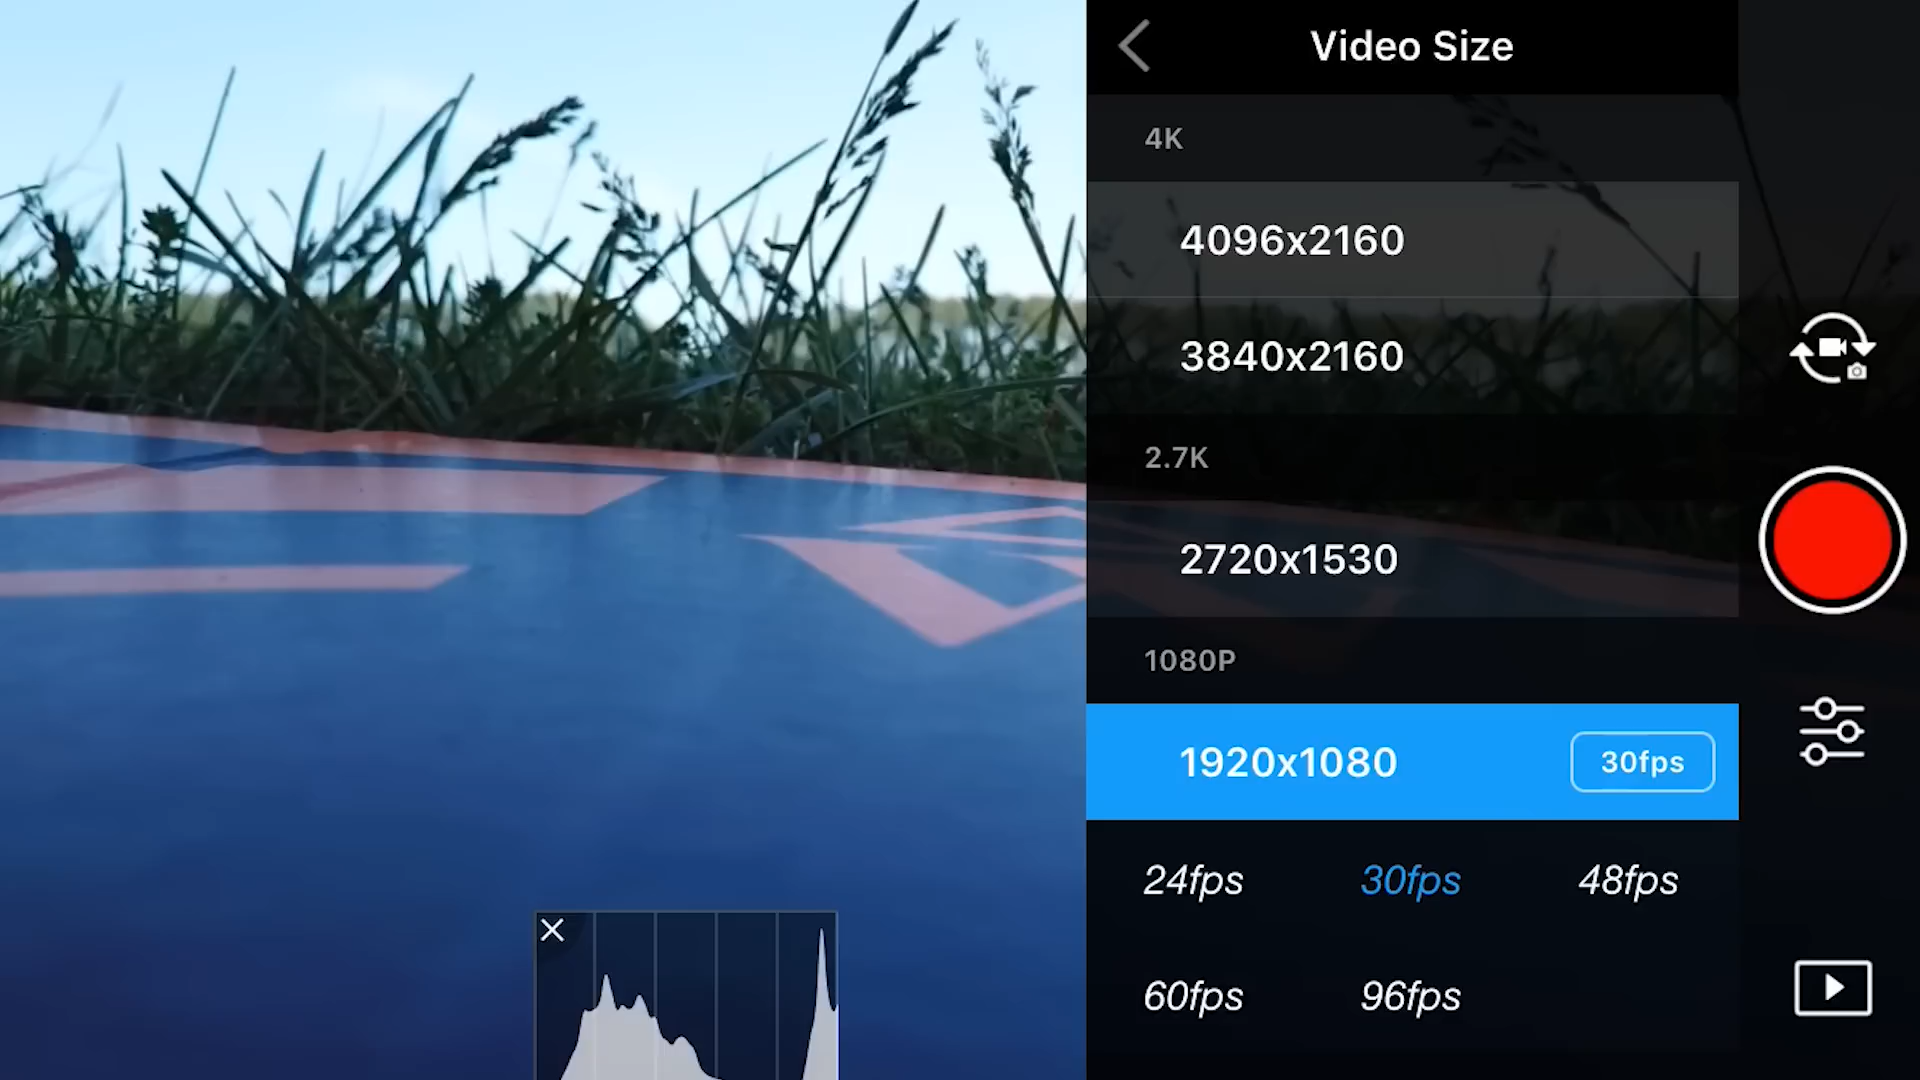 Video Size
4K
4096x2160
3840x2160
2.7K
2720x1530
1080P
1920x1080 30fps
24fps 30fps 48fps
60fps 96fps